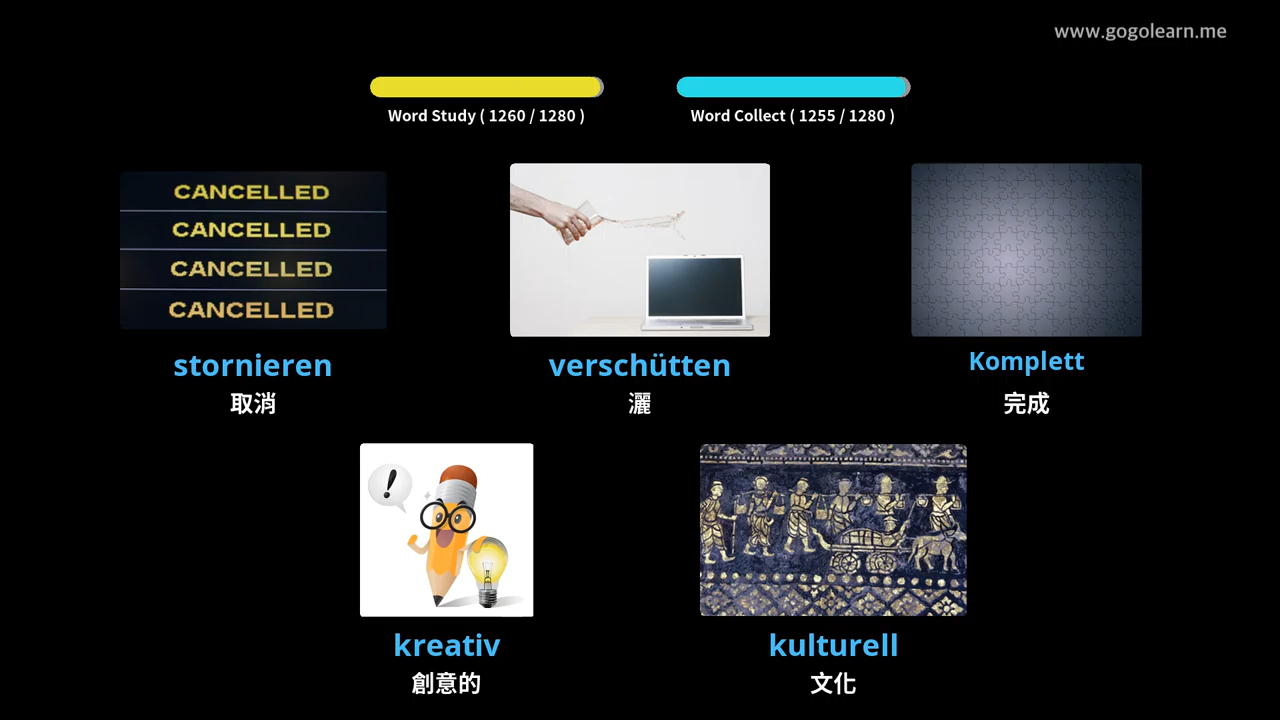 www.gogolearn.me
Word Study ( 1260 / 1280 )
Word Collect ( 1255 / 1280 )
CANCELLED
CANCELLED
CANCELLED
CANCELLED
stornieren
取消
verschütten
灑
Komplett
完成
!
kreativ
創意的
kulturell
文化